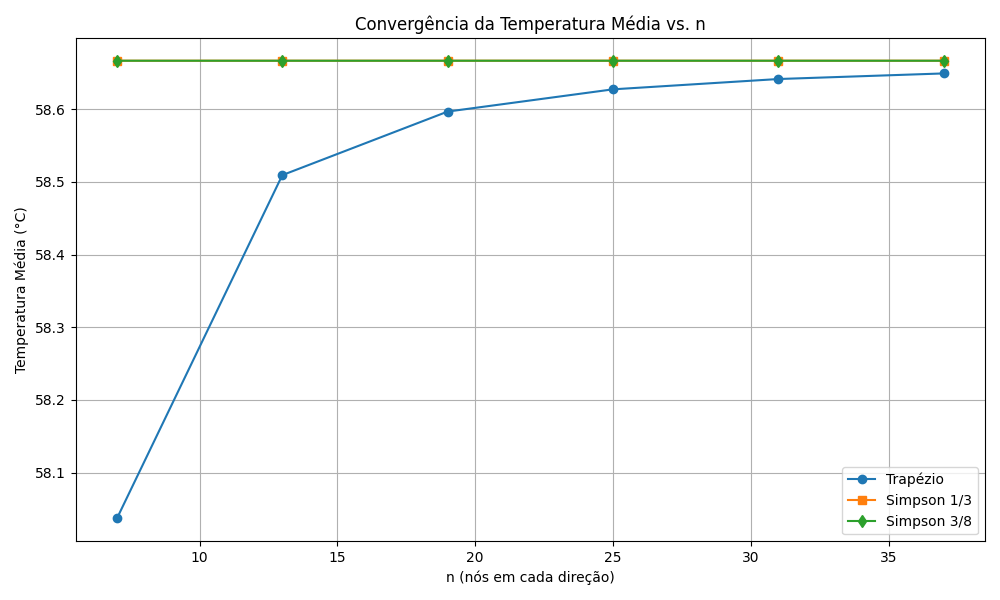 Convergência da Temperatura Média vs. n
Temperatura Média (°C)
58.6
58.5
58.4
58.3
58.2
58.1
10 15 20 25 30 35
n (nós em cada direção)
Trapézio
Simpson 1/3
Simpson 3/8